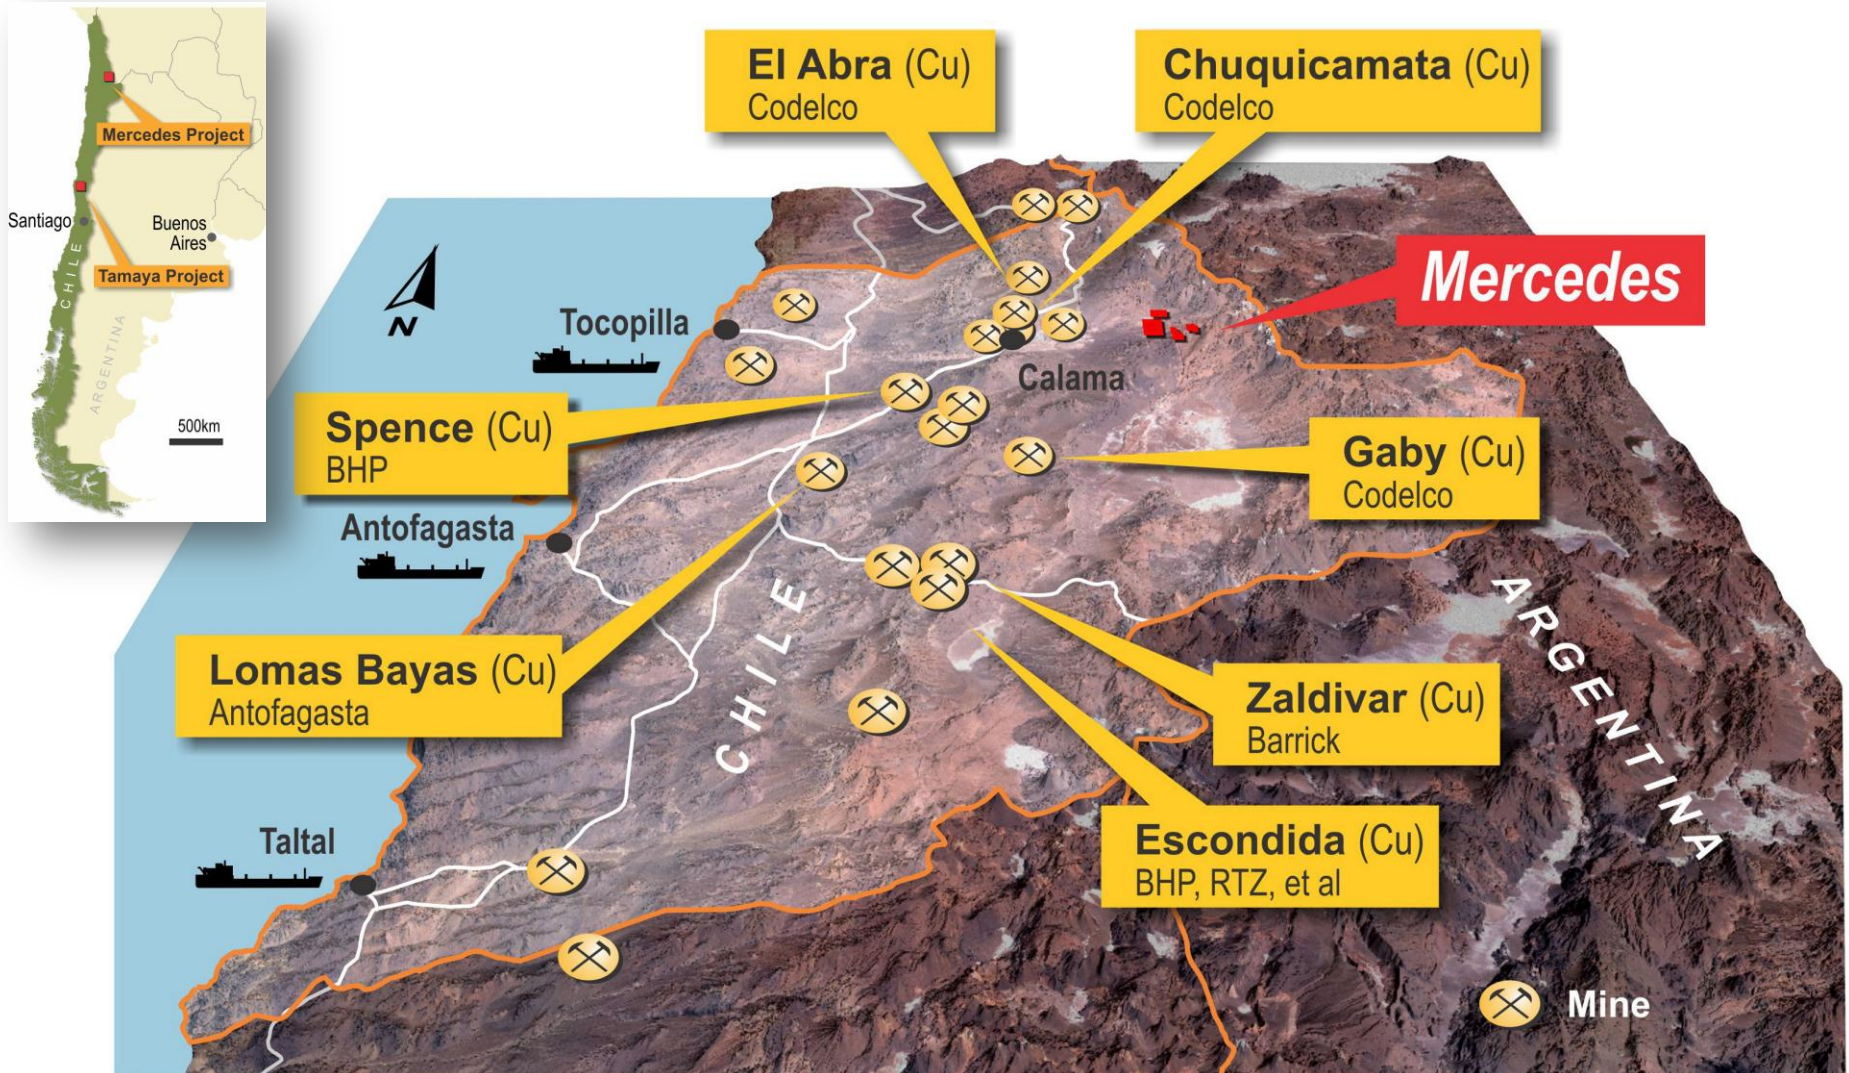 Mercedes Project
Santiago
Buenos
Aires
Tamaya Project
CHILE
ARGENTINA
500km
El Abra (Cu)
Codelco
Chuquicamata (Cu)
Codelco
N
Mercedes
Tocopilla
Calama
Spence (Cu)
BHP
Gaby (Cu)
Codelco
Antofagasta
CHILE
ARGENTINA
Lomas Bayas (Cu)
Antofagasta
Zaldivar (Cu)
Barrick
Escondida (Cu)
BHP, RTZ, et al
Taltal
Mine